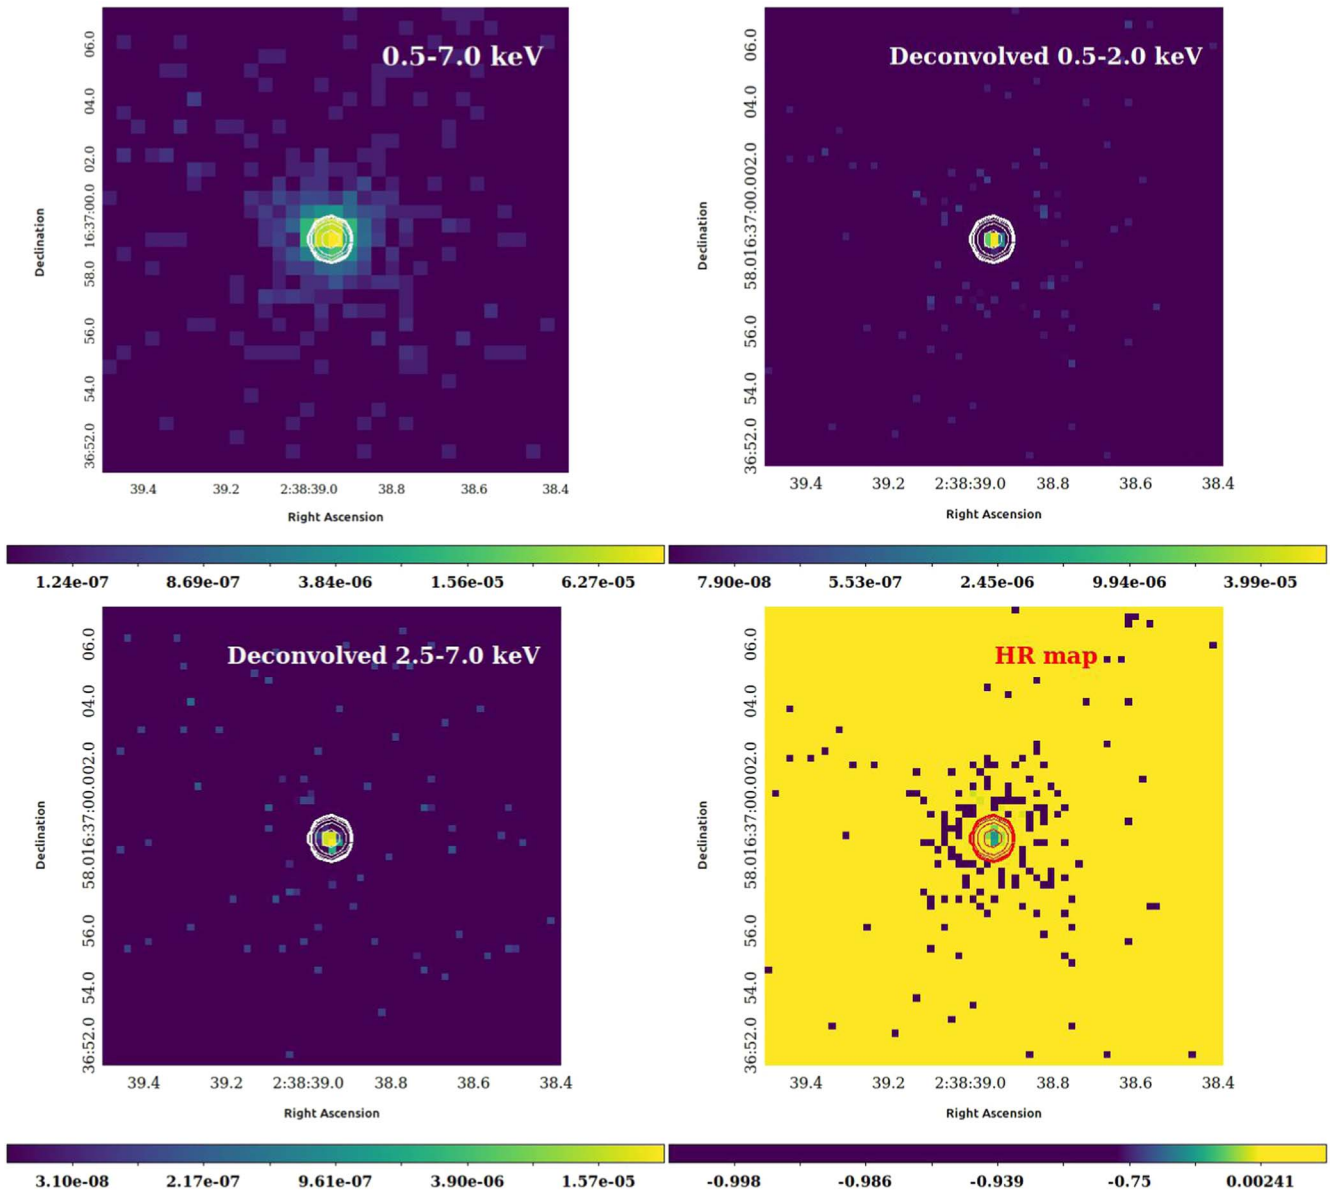 0.5-7.0 keV
Declination
06.0
04.0
02.0
16:37:00.0
58.0
56.0
54.0
36:52.0
39.4 39.2 2:38:39.0 38.8 38.6 38.4
Right Ascension
1.24e-07 8.69e-07 3.84e-06 1.56e-05 6.27e-05
Deconvolved 0.5-2.0 keV
Declination
06.0
04.0
58.016:37:00.002.0
56.0
54.0
36:52.0
39.4 39.2 2:38:39.0 38.8 38.6 38.4
Right Ascension
7.90e-08 5.53e-07 2.45e-06 9.94e-06 3.99e-05
Deconvolved 2.5-7.0 keV
Declination
06.0
04.0
58.016:37:00.002.0
56.0
54.0
36:52.0
39.4 39.2 2:38:39.0 38.8 38.6 38.4
Right Ascension
3.10e-08 2.17e-07 9.61e-07 3.90e-06 1.57e-05
HR map
Declination
06.0
04.0
58.016:37:00.002.0
56.0
54.0
36:52.0
39.4 39.2 2:38:39.0 38.8 38.6 38.4
Right Ascension
-0.998 -0.986 -0.939 -0.75 0.00241